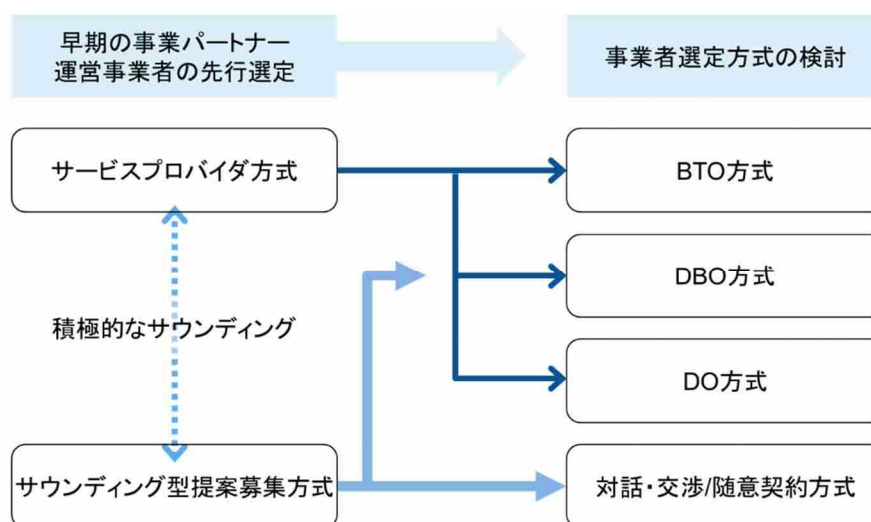 早期の事業パートナー
運営事業者の先行選定
事業者選定方式の検討
サービスプロバイダ方式
BTO方式
DBO方式
積極的なサウンディング
DO方式
サウンディング型提案募集方式
対話・交渉/随意契約方式